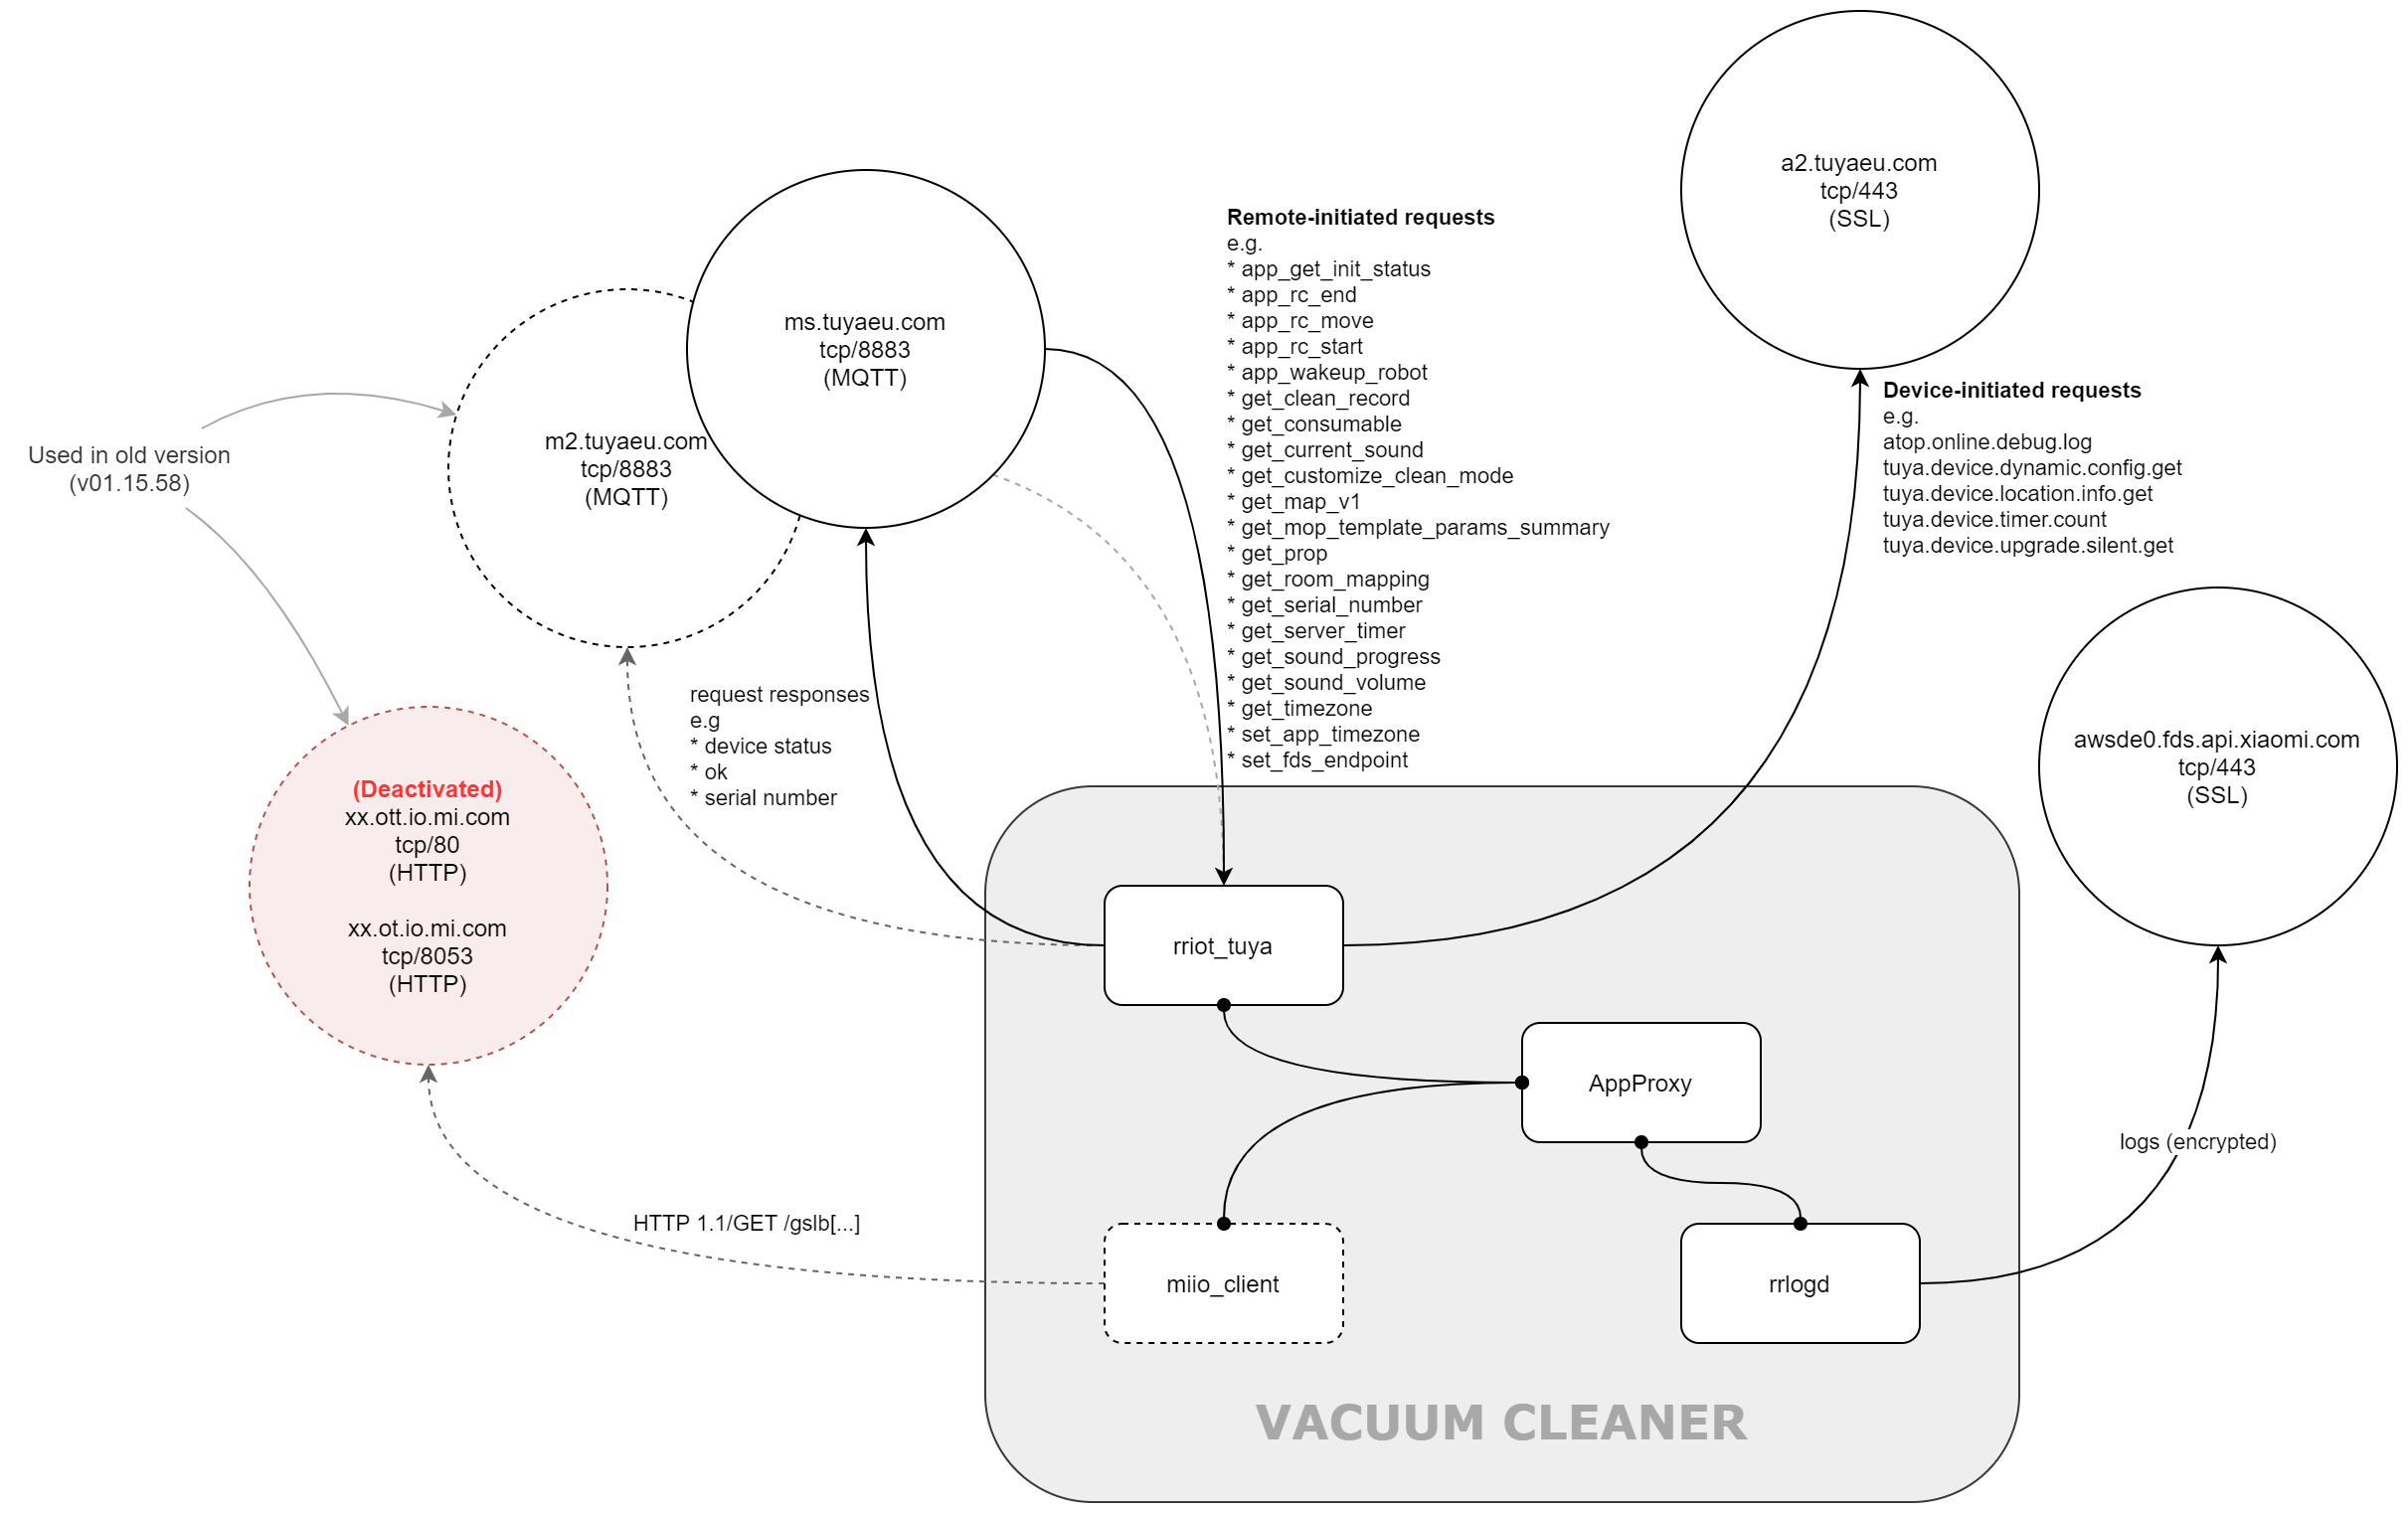 a2.tuyaeu.com
tcp/443
(SSL)
ms.tuyaeu.com
tcp/8883
(MQTT)
Remote-initiated requests
e.g.
* app_get_init_status
* app_rc_end
* app_rc_move
* app_rc_start
* app_wakeup_robot
* get_clean_record
* get_consumable
* get_current_sound
* get_customize_clean_mode
* get_map_v1
* get_mop_template_params_summary
* get_prop
* get_room_mapping
* get_serial_number
* get_server_timer
* get_sound_progress
* get_sound_volume
* get_timezone
* set_app_timezone
* set_fds_endpoint
Device-initiated requests
e.g.
atop.online.debug.log
tuya.device.dynamic.config.get
tuya.device.location.info.get
tuya.device.timer.count
tuya.device.upgrade.silent.get
Used in old version
(v01.15.58)
m2.tuyaeu.com
tcp/8883
(MQTT)
request responses
e.g
* device status
* ok
* serial number
awsde0.fds.api.xiaomi.com
tcp/443
(SSL)
(Deactivated)
xx.ott.io.mi.com
tcp/80
(HTTP)
xx.ot.io.mi.com
tcp/8053
(HTTP)
rriot_tuya
AppProxy
logs (encrypted)
HTTP 1.1/GET /gslb[...]
miio_client
rrlogd
VACUUM CLEANER